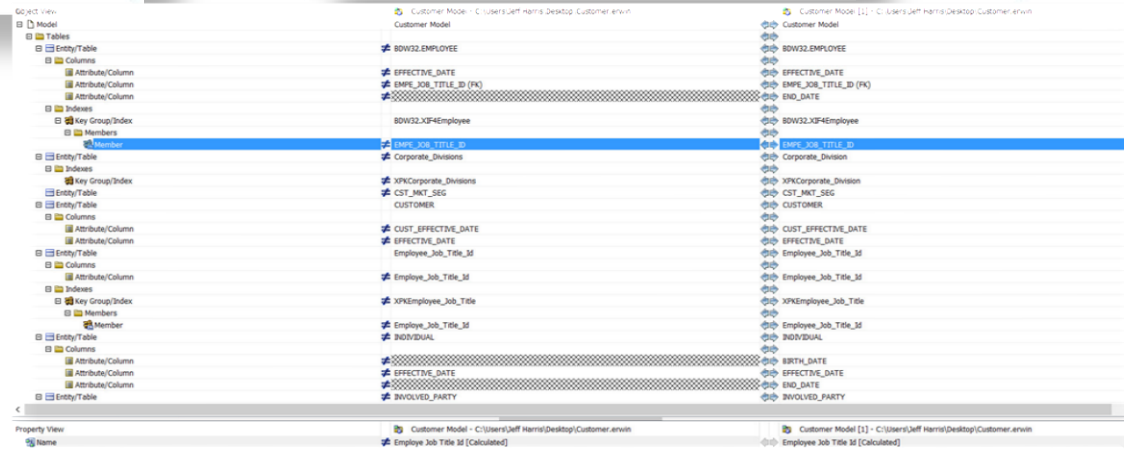 Object View Customer Model - C:\Users\Jeff Harris\Desktop\Customer.erwin Customer Model [1] - C:\Users\Jeff Harris\Desktop\Customer.erwin
Model Customer Model Customer Model
Tables
Entity/Table BDW32.EMPLOYEE BDW32.EMPLOYEE
Columns
Attribute/Column EFFECTIVE_DATE EFFECTIVE_DATE
Attribute/Column EMPE_JOB_TITLE_ID (FK) EMPE_JOB_TITLE_ID (FK)
Attribute/Column END_DATE
Indexes
Key Group/Index BDW32.XIF4Employee BDW32.XIF4Employee
Members
Member EMPE_JOB_TITLE_ID EMPE_JOB_TITLE_ID
Entity/Table Corporate_Divisions Corporate_Division
Indexes
Key Group/Index XPKCorporate_Divisions XPKCorporate_Division
Entity/Table CST_MKT_SEG CST_MKT_SEG
Entity/Table CUSTOMER CUSTOMER
Columns
Attribute/Column CUST_EFFECTIVE_DATE CUST_EFFECTIVE_DATE
Attribute/Column EFFECTIVE_DATE EFFECTIVE_DATE
Entity/Table Employee_Job_Title_Id Employee_Job_Title_Id
Columns
Attribute/Column Employe_Job_Title_Id Employee_Job_Title_Id
Indexes
Key Group/Index XPKEmployee_Job_Title XPKEmployee_Job_Title
Members
Member Employe_Job_Title_Id Employee_Job_Title_Id
Entity/Table INDIVIDUAL INDIVIDUAL
Columns
Attribute/Column BIRTH_DATE
Attribute/Column EFFECTIVE_DATE EFFECTIVE_DATE
Attribute/Column END_DATE
Entity/Table INVOLVED_PARTY INVOLVED_PARTY
Property View Customer Model - C:\Users\Jeff Harris\Desktop\Customer.erwin Customer Model [1] - C:\Users\Jeff Harris\Desktop\Customer.erwin
Name Employe Job Title Id [Calculated] Employee Job Title Id [Calculated]